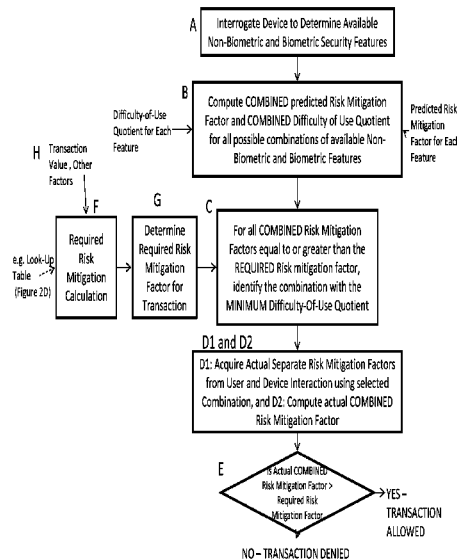 A
Interrogate Device to Determine Available
Non-Biometric and Biometric Security Features
B
Compute COMBINED predicted Risk Mitigation
Factor and COMBINED Difficulty of Use Quotient
for all possible combinations of available Non-
Biometric and Biometric Features
Difficulty-of-Use
Quotient for Each
Feature
Predicted Risk
Mitigation
Factor for Each
Feature
H
Transaction
Value , Other
Factors
F
Required
Risk
Mitigation
Calculation
e.g. Look-Up
Table
(Figure 2D)
G
Determine
Required Risk
Mitigation
Factor for
Transaction
C
For all COMBINED Risk Mitigation
Factors equal to or greater than the
REQUIRED Risk mitigation factor,
identify the combination with the
MINIMUM Difficulty-Of-Use Quotient
D1 and D2
D1: Acquire Actual Separate Risk Mitigation Factors
from User and Device Interaction using selected
Combination, and D2: Compute actual COMBINED
Risk Mitigation Factor
E
Is Actual COMBINED
Risk Mitigation Factor >
Required Risk
Mitigation Factor
YES –
TRANSACTION
ALLOWED
NO – TRANSACTION DENIED